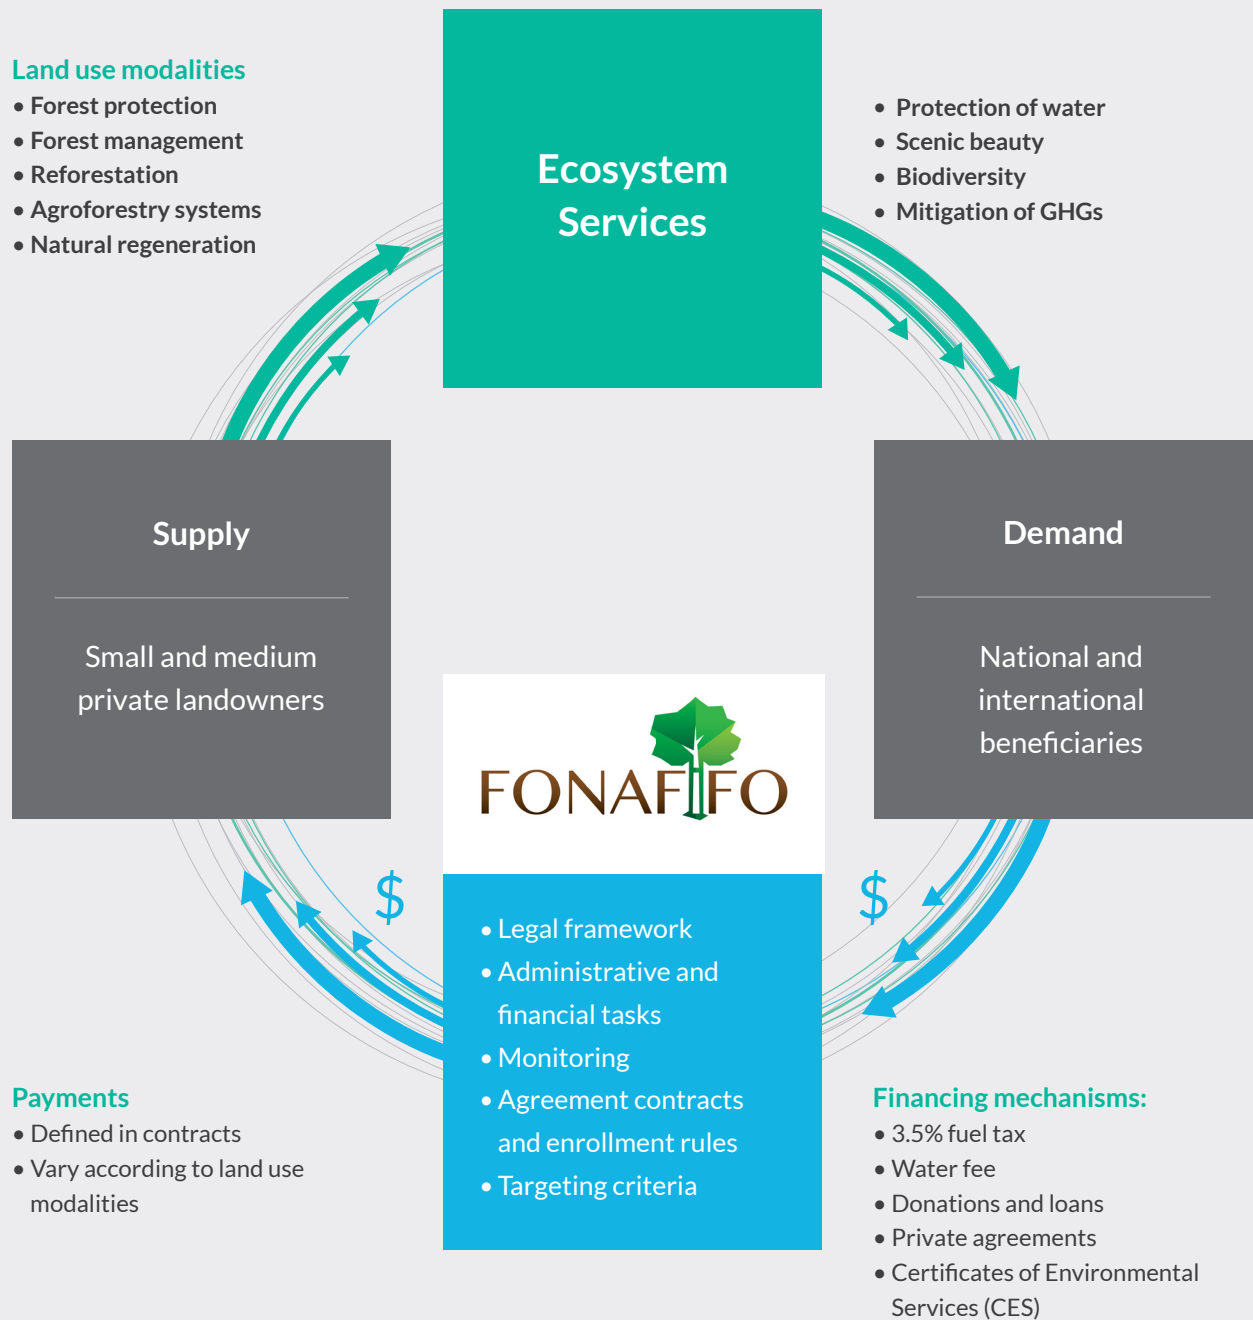 Land use modalities
• Forest protection
• Forest management
• Reforestation
• Agroforestry systems
• Natural regeneration
Ecosystem
Services
• Protection of water
• Scenic beauty
• Biodiversity
• Mitigation of GHGs
Supply
Small and medium
private landowners
Demand
National and
international
beneficiaries
FONAFIFO
$
$
• Legal framework
• Administrative and
financial tasks
• Monitoring
• Agreement contracts
and enrollment rules
• Targeting criteria
Payments
• Defined in contracts
• Vary according to land use
modalities
Financing mechanisms:
• 3.5% fuel tax
• Water fee
• Donations and loans
• Private agreements
• Certificates of Environmental
Services (CES)